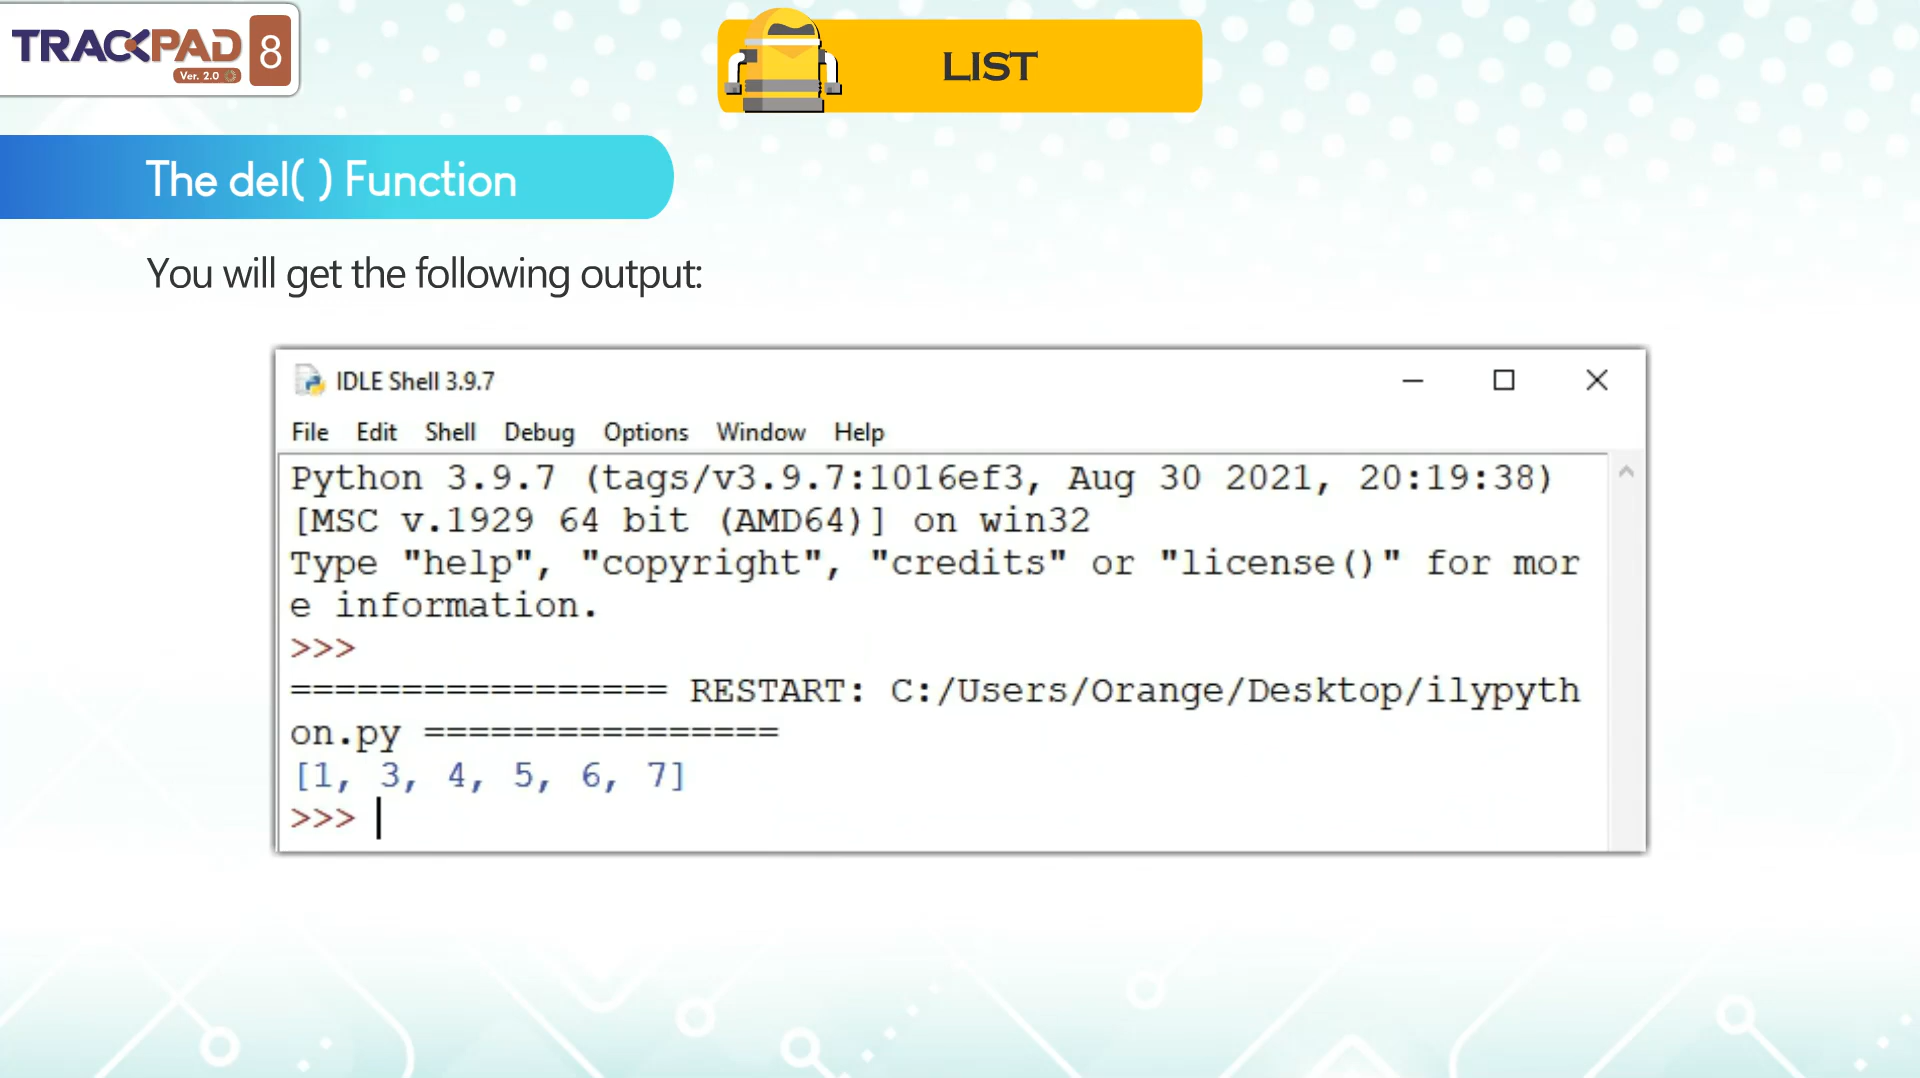 TRACKPAD 8
Ver. 2.0
LIST
The del( ) Function
You will get the following output:
IDLE Shell 3.9.7
File Edit Shell Debug Options Window Help
Python 3.9.7 (tags/v3.9.7:1016ef3, Aug 30 2021, 20:19:38)
[MSC v.1929 64 bit (AMD64)] on win32
Type "help", "copyright", "credits" or "license()" for mor
e information.
>>>
================= RESTART: C:/Users/Orange/Desktop/ilypyth
on.py ================
[1, 3, 4, 5, 6, 7]
>>>